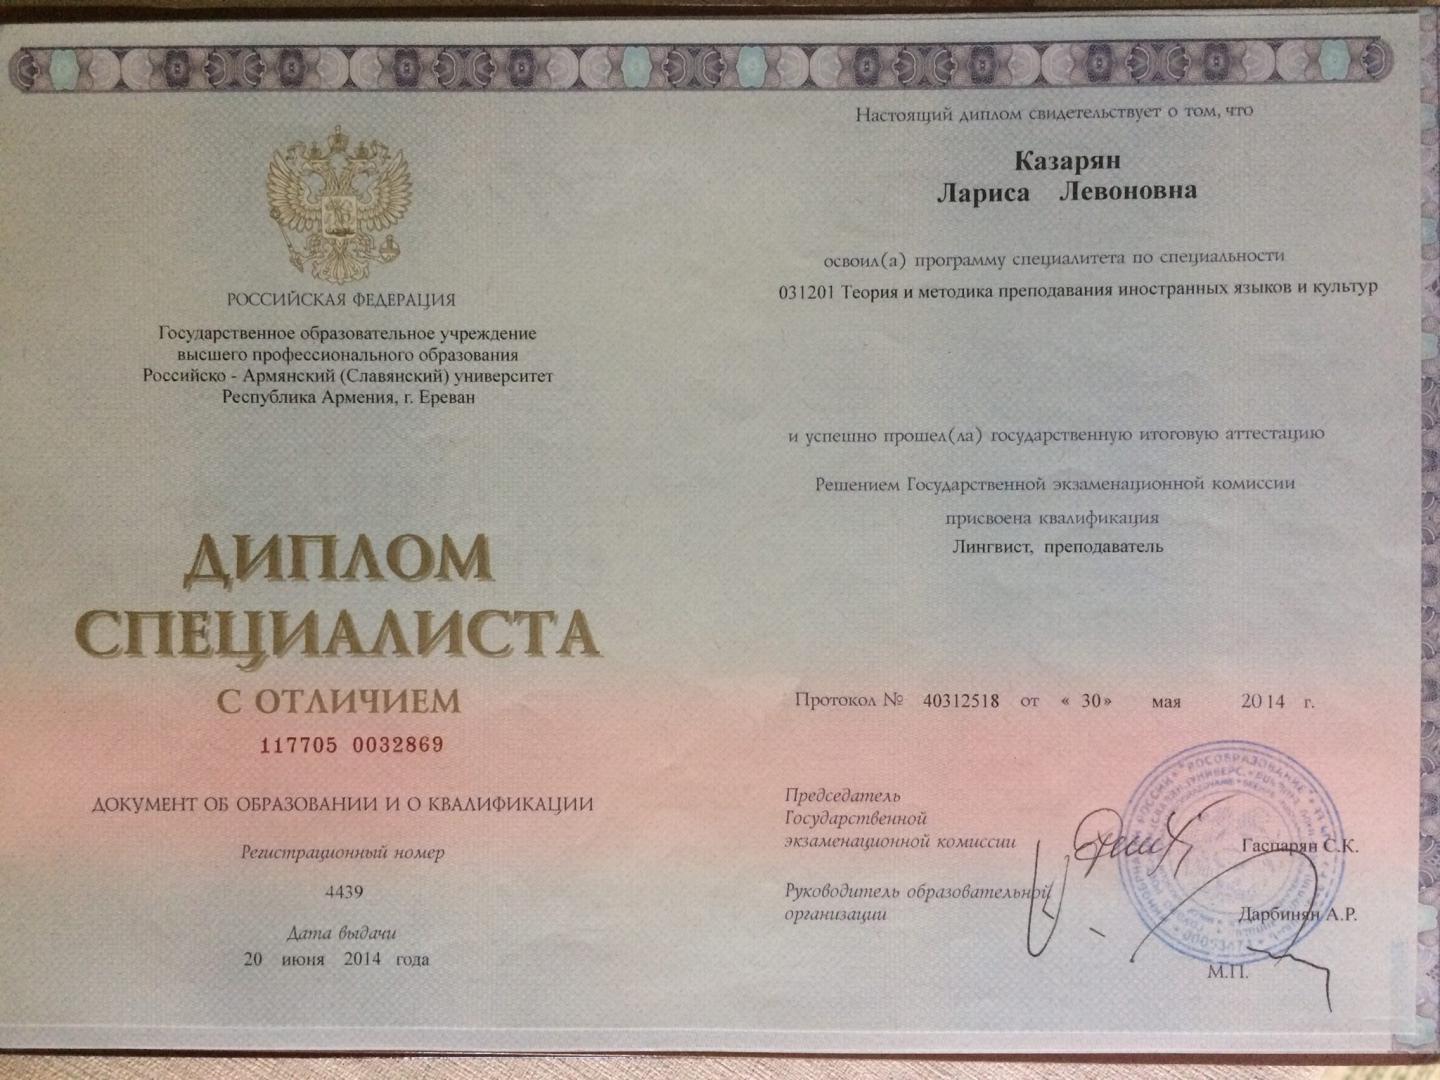 РОССИЙСКАЯ ФЕДЕРАЦИЯ
Государственное образовательное учреждение
высшего профессионального образования
Российско - Армянский (Славянский) университет
Республика Армения, г. Ереван
ДИПЛОМ
СПЕЦИАЛИСТА
С ОТЛИЧИЕМ
117705 0032869
ДОКУМЕНТ ОБ ОБРАЗОВАНИИ И О КВАЛИФИКАЦИИ
Регистрационный номер
4439
Дата выдачи
20 июня 2014 года
Настоящий диплом свидетельствует о том, что
Казарян
Лариса Левоновна
освоил(а) программу специалитета по специальности
031201 Теория и методика преподавания иностранных языков и культур
и успешно прошел(ла) государственную итоговую аттестацию
Решением Государственной экзаменационной комиссии
присвоена квалификация
Лингвист, преподаватель
Протокол № 40312518 от « 30» мая 2014 г.
Председатель
Государственной
экзаменационной комиссии
Гаспарян С.К.
Руководитель образовательной
организации
Дарбинян А.Р.
М.П.
РОСОБРАЗОВАНИЕ